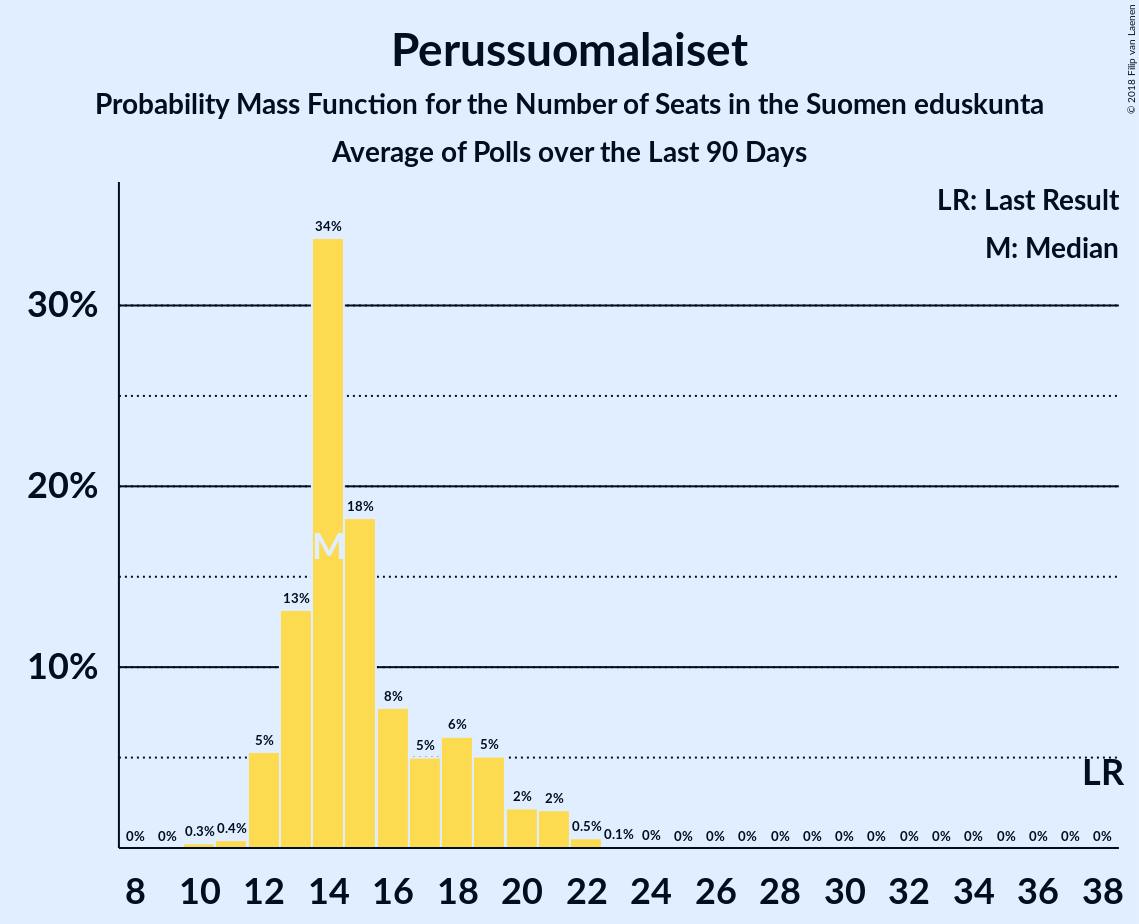 Perussuomalaiset
Probability Mass Function for the Number of Seats in the Suomen eduskunta
Average of Polls over the Last 90 Days
© 2018 Filip van Laenen
LR: Last Result
M: Median
34%
30%
20%
18%
M
13%
10%
8%
6%
5%
5%
5%
LR
2%
2%
0.5%
0.4%
0.3%
0.1%
0% 0% 0% 0% 0% 0% 0% 0% 0% 0% 0% 0% 0% 0% 0% 0% 0%
8 10 12 14 16 18 20 22 24 26 28 30 32 34 36 38